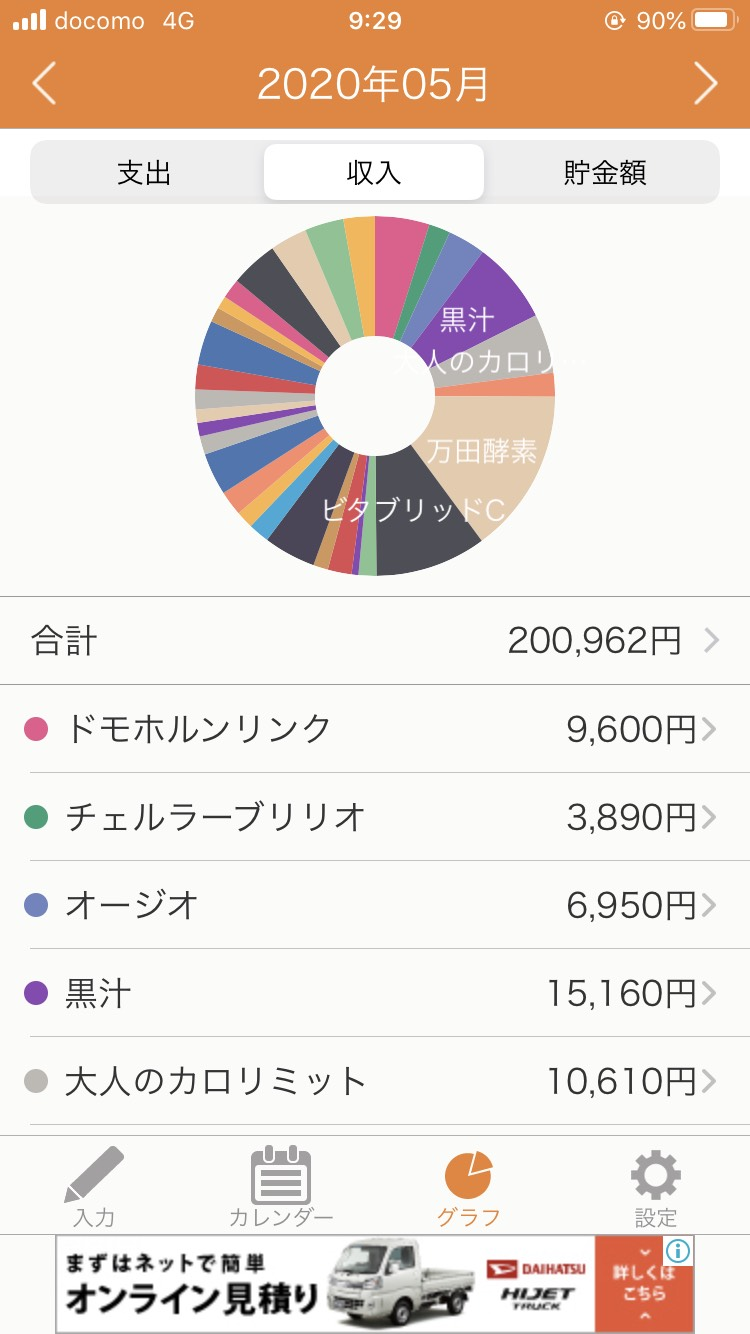 docomo 4G 9:29 90%
2020年05月
支出 収入 貯金額
黒汁
大人のカロリ…
万田酵素
ビタブリッドC
合計 200,962円
ドモホルンリンク 9,600円
チェルラーブリリオ 3,890円
オージオ 6,950円
黒汁 15,160円
大人のカロリミット 10,610円
入力 カレンダー グラフ 設定
まずはネットで簡単
オンライン見積り
DAIHATSU
HIJET
TRUCK
詳しくは
こちら